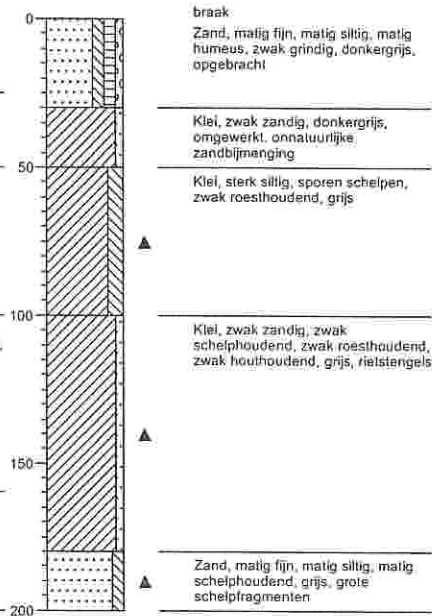 braak
0
Zand, matig fijn, matig siltig, matig
humeus, zwak grindig, donkergrijs,
opgebracht
Klei, zwak zandig, donkergrijs,
omgewerkt, onnatuurlijke
zandbijmenging
50
Klei, sterk siltig, sporen schelpen,
zwak roesthoudend, grijs
100
Klei, zwak zandig, zwak
schelphoudend, zwak roesthoudend,
zwak houthoudend, grijs, rietstengels
150
Zand, matig fijn, matig siltig, matig
schelphoudend, grijs, grote
schelpfragmenten
200